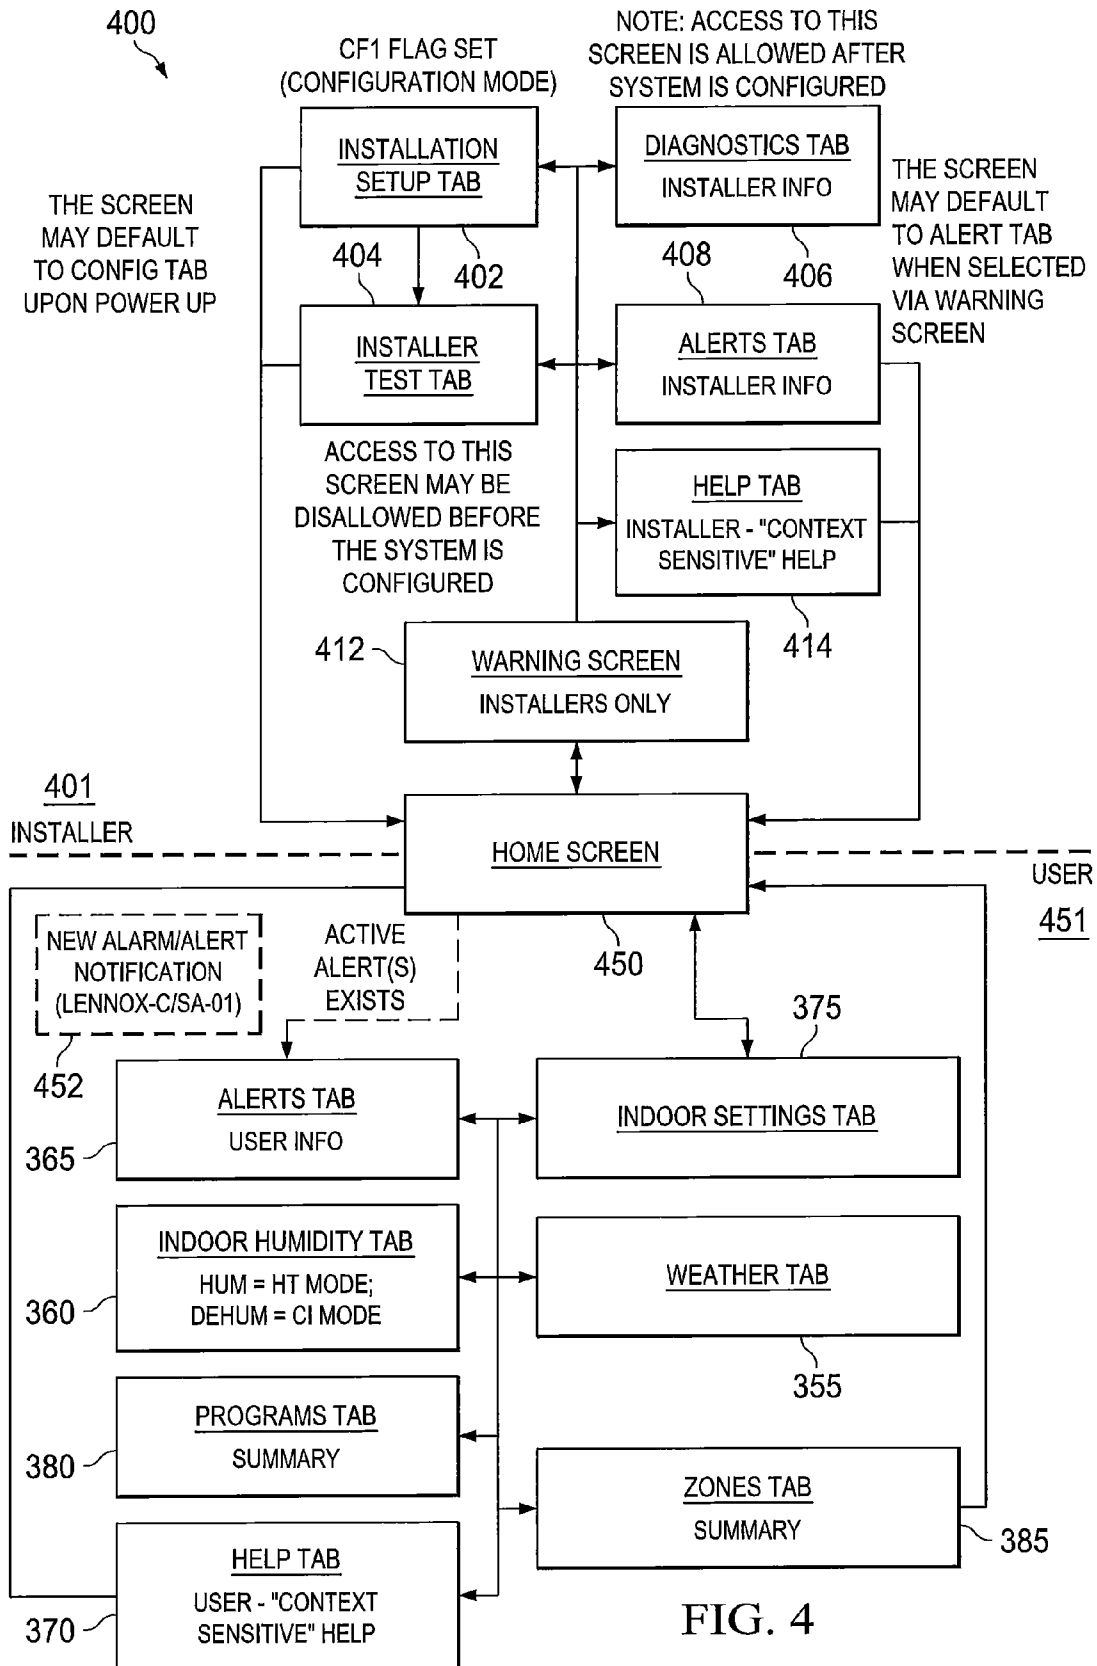 400
CF1 FLAG SET
(CONFIGURATION MODE)
NOTE: ACCESS TO THIS
SCREEN IS ALLOWED AFTER
SYSTEM IS CONFIGURED
INSTALLATION
SETUP TAB
402
DIAGNOSTICS TAB
INSTALLER INFO
406
THE SCREEN
MAY DEFAULT
TO CONFIG TAB
UPON POWER UP
THE SCREEN
MAY DEFAULT
TO ALERT TAB
WHEN SELECTED
VIA WARNING
SCREEN
404
INSTALLER
TEST TAB
408
ALERTS TAB
INSTALLER INFO
ACCESS TO THIS
SCREEN MAY BE
DISALLOWED BEFORE
THE SYSTEM IS
CONFIGURED
HELP TAB
INSTALLER - "CONTEXT
SENSITIVE" HELP
414
412
WARNING SCREEN
INSTALLERS ONLY
401
INSTALLER
HOME SCREEN
450
USER
451
NEW ALARM/ALERT
NOTIFICATION
(LENNOX-C/SA-01)
452
ACTIVE
ALERT(S)
EXISTS
375
ALERTS TAB
USER INFO
365
INDOOR SETTINGS TAB
INDOOR HUMIDITY TAB
HUM = HT MODE;
DEHUM = CI MODE
360
WEATHER TAB
355
PROGRAMS TAB
SUMMARY
380
ZONES TAB
SUMMARY
385
HELP TAB
USER - "CONTEXT
SENSITIVE" HELP
370
FIG. 4